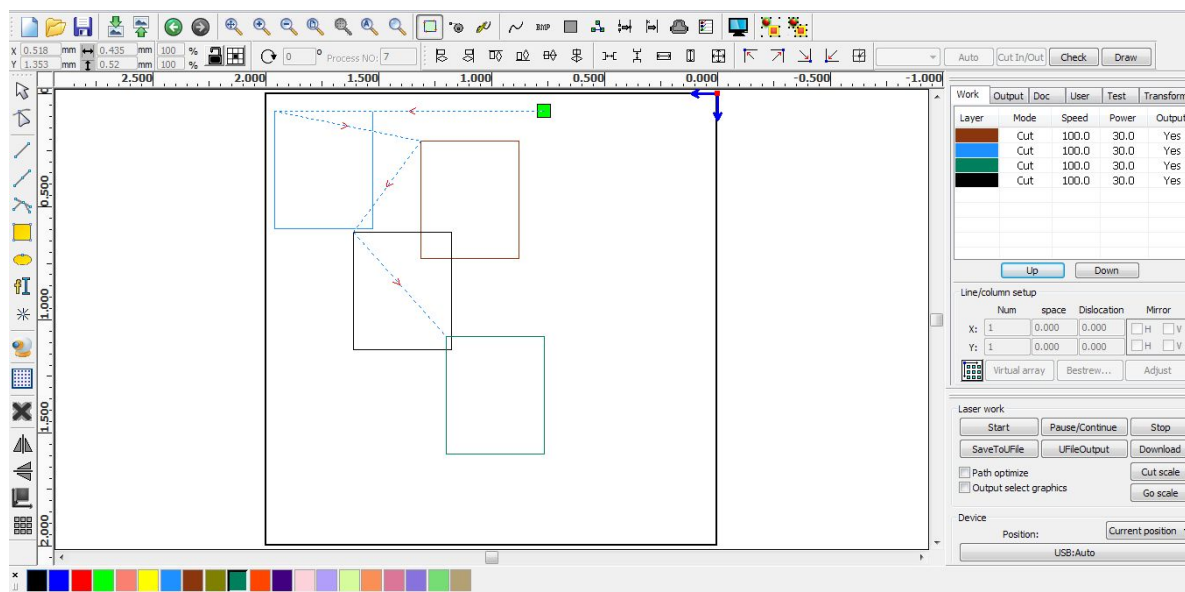 BMP
X 0.518 mm 0.435 mm 100 % 0 ° Process NO: 7 Auto Cut In/Out Check Draw
Y 1.353 mm 0.52 mm 100 %
2.500 2.000 1.500 1.000 0.500 0.000 -0.500 -1.000
0.500
1.000
1.500
2.000
Work Output Doc User Test Transform
Layer Mode Speed Power Output
Cut 100.0 30.0 Yes
Cut 100.0 30.0 Yes
Cut 100.0 30.0 Yes
Cut 100.0 30.0 Yes
Up Down
Line/column setup
Num space Dislocation Mirror
X: 1 0.000 0.000 H V
Y: 1 0.000 0.000 H V
Virtual array Bestrew... Adjust
Laser work
Start Pause/Continue Stop
SaveToUFile UFileOutput Download
Path optimize Cut scale
Output select graphics Go scale
Device
Position: Current position
USB:Auto